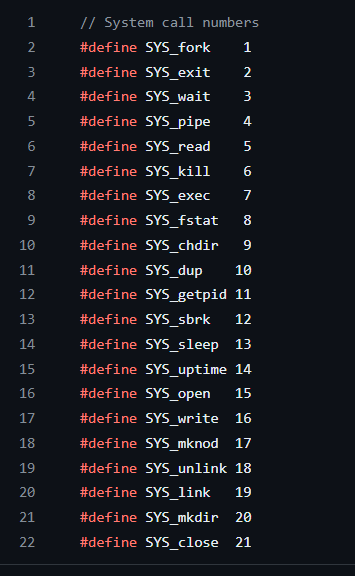 1 // System call numbers
2 #define SYS_fork    1
3 #define SYS_exit    2
4 #define SYS_wait    3
5 #define SYS_pipe    4
6 #define SYS_read    5
7 #define SYS_kill    6
8 #define SYS_exec    7
9 #define SYS_fstat   8
10 #define SYS_chdir   9
11 #define SYS_dup    10
12 #define SYS_getpid 11
13 #define SYS_sbrk   12
14 #define SYS_sleep  13
15 #define SYS_uptime 14
16 #define SYS_open   15
17 #define SYS_write  16
18 #define SYS_mknod  17
19 #define SYS_unlink 18
20 #define SYS_link   19
21 #define SYS_mkdir  20
22 #define SYS_close  21